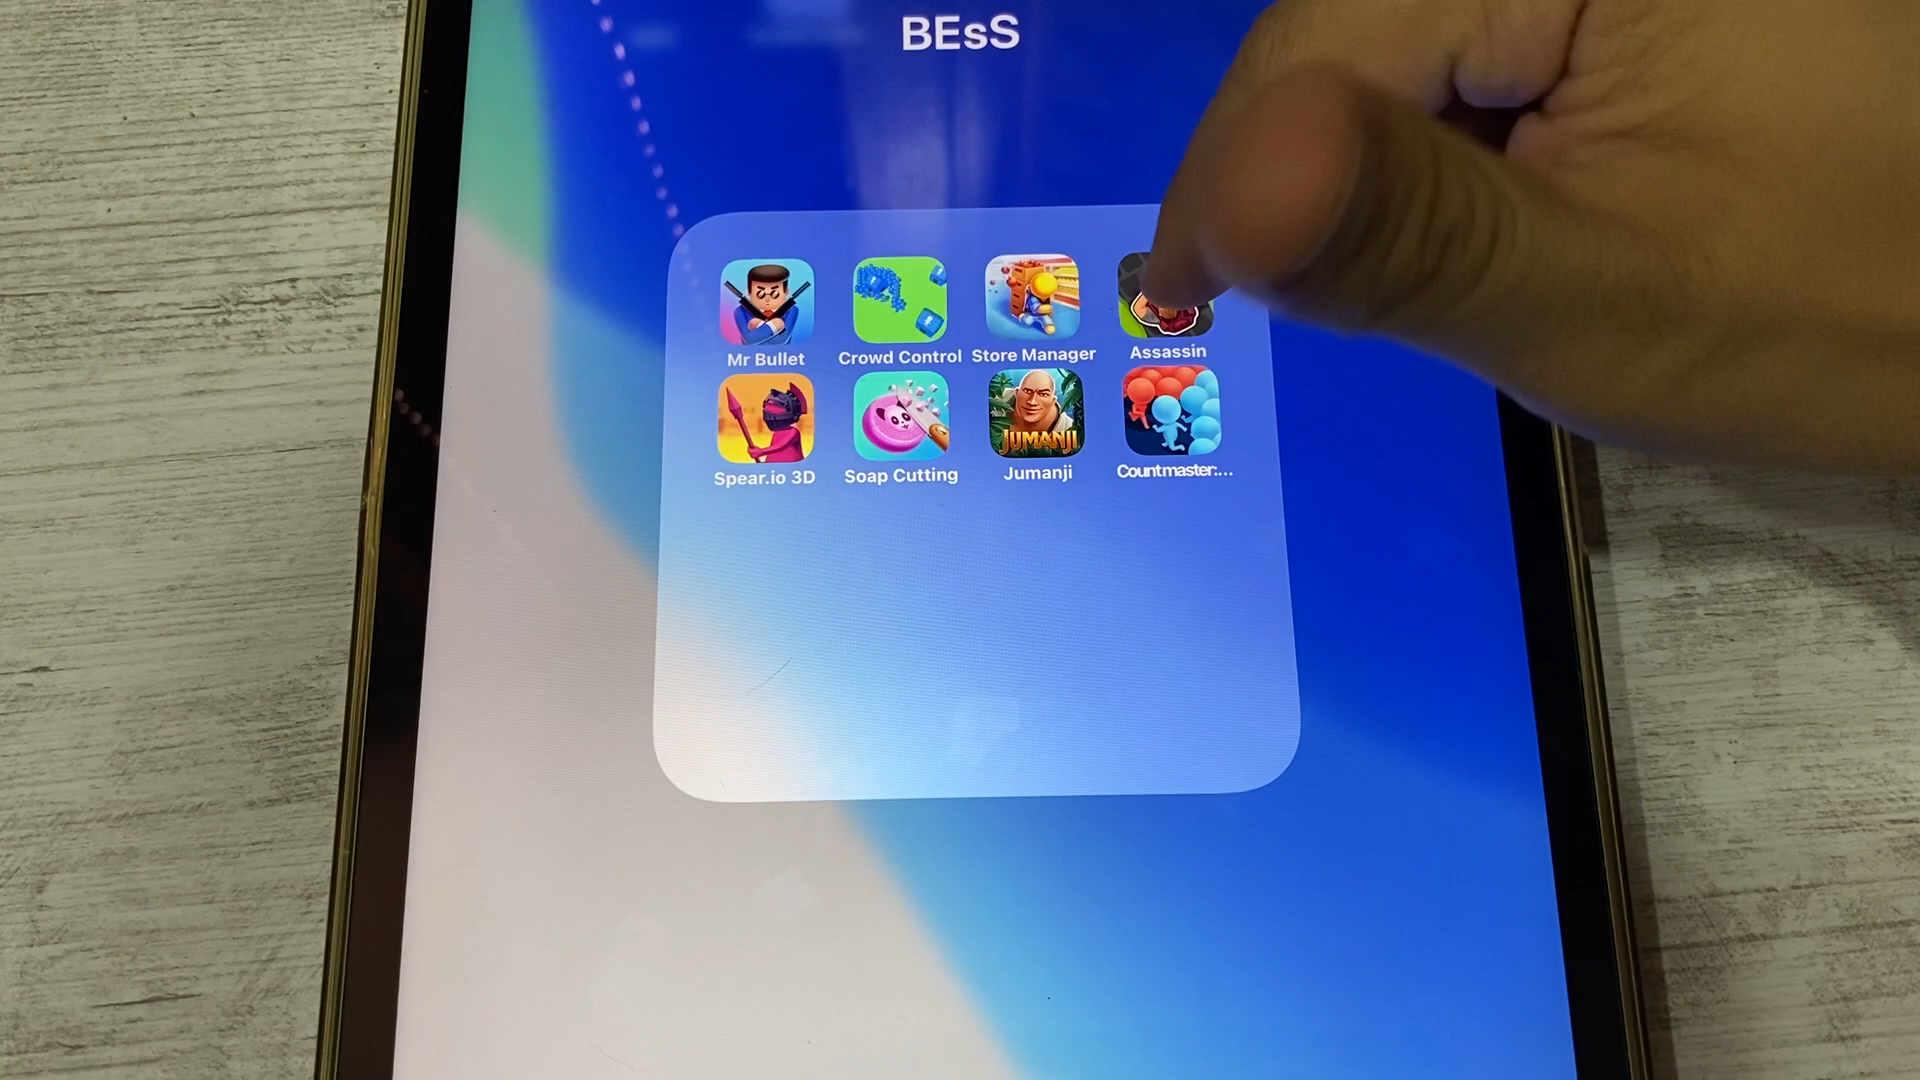 BEsS
Mr Bullet
Crowd Control
Store Manager
Assassin
JUMANJI
Spear.io 3D
Soap Cutting
Jumanji
Countmaster:...